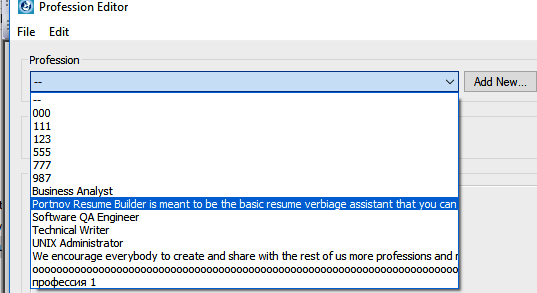 Profession Editor
File Edit
Profession
--
Add New...
--
000
111
123
555
777
987
Business Analyst
Portnov Resume Builder is meant to be the basic resume verbiage assistant that you can
Software QA Engineer
Technical Writer
UNIX Administrator
We encourage everybody to create and share with the rest of us more professions and
ooooooooooooooooooooooooooooooooooooooooooooooooooooooooooooooooooooooo
профессия 1